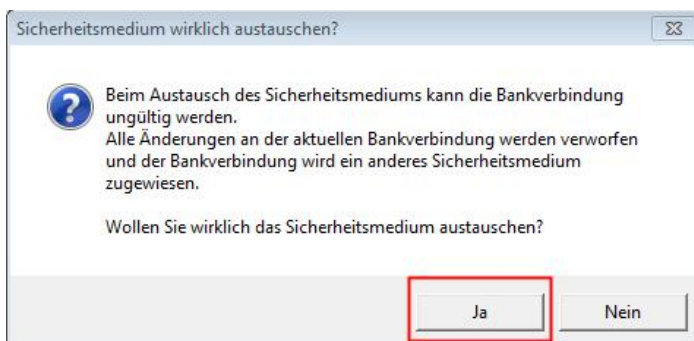 Sicherheitsmedium wirklich austauschen?
Beim Austausch des Sicherheitsmediums kann die Bankverbindung
ungültig werden.
Alle Änderungen an der aktuellen Bankverbindung werden verworfen
und der Bankverbindung wird ein anderes Sicherheitsmedium
zugewiesen.
Wollen Sie wirklich das Sicherheitsmedium austauschen?
Ja
Nein